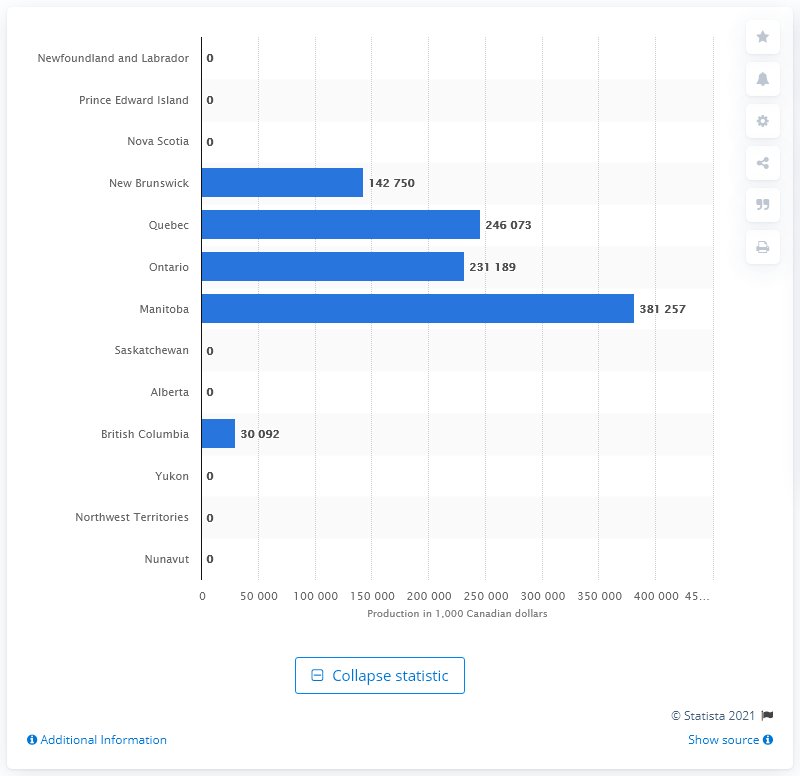 Newfoundland and Labrador 0
Prince Edward Island 0
Nova Scotia 0
New Brunswick 142 750
Quebec 246 073
Ontario 231 189
Manitoba 381 257
Saskatchewan 0
Alberta 0
British Columbia 30 092
Yukon 0
Northwest Territories 0
Nunavut 0
0 50 000 100 000 150 000 200 000 250 000 300 000 350 000 400 000 45...
Production in 1,000 Canadian dollars
Collapse statistic
© Statista 2021
Additional Information
Show source